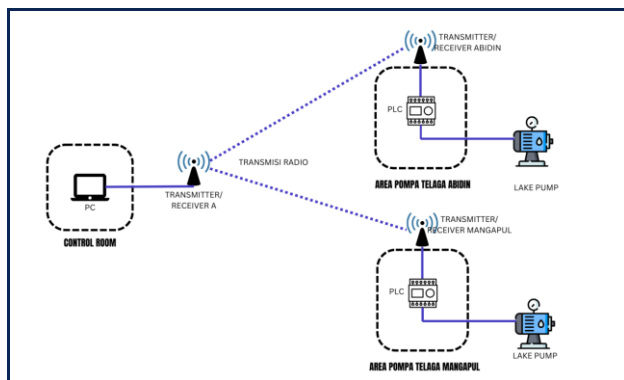 TRANSMITTER/
RECEIVER ABIDIN
PLC
LAKE PUMP
AREA POMPA TELAGA ABIDIN
TRANSMISI RADIO
TRANSMITTER/
RECEIVER A
PC
CONTROL ROOM
TRANSMITTER/
RECEIVER MANGAPUL
PLC
LAKE PUMP
AREA POMPA TELAGA MANGAPUL